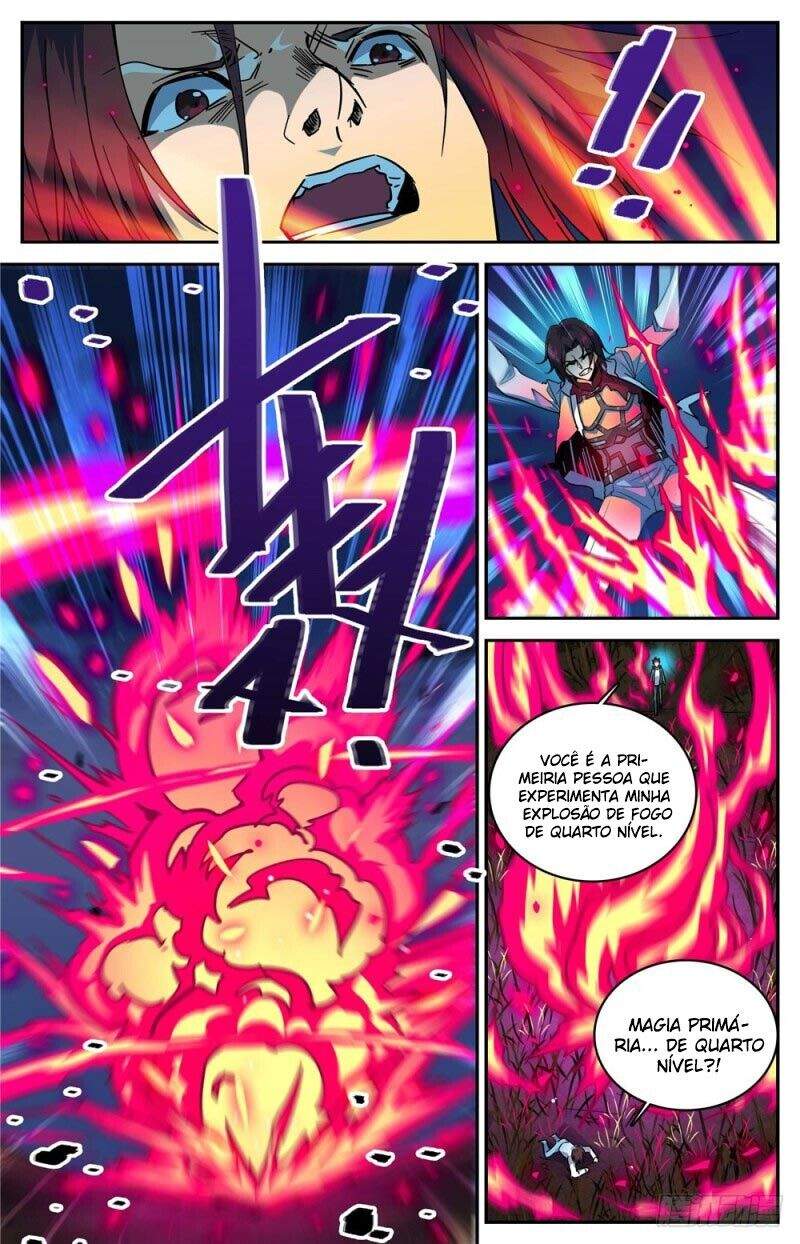 !!
VOCÊ É A PRI-
MEIRIA PESSOA QUE
EXPERIMENTA MINHA
EXPLOSÃO DE FOGO
DE QUARTO NÍVEL.
MAGIA PRIMÁ-
RIA... DE QUARTO
NÍVEL?!